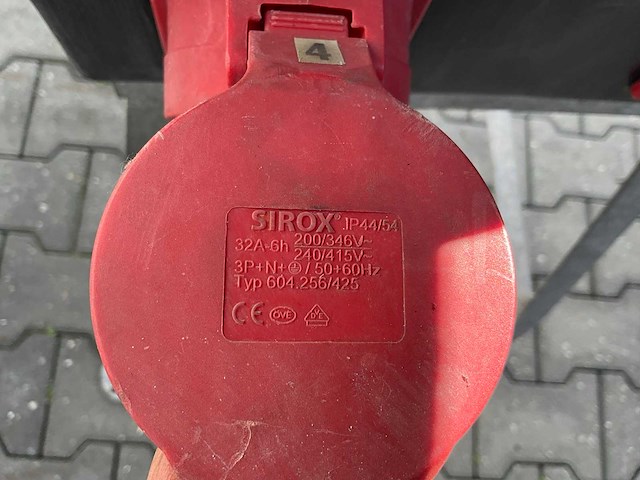 4
SIROX® IP44/54
32A-6h 200/346V~
240/415V~
3P+N+⏚/50+60Hz
Typ 604.256/425
CE ÖVE VDE